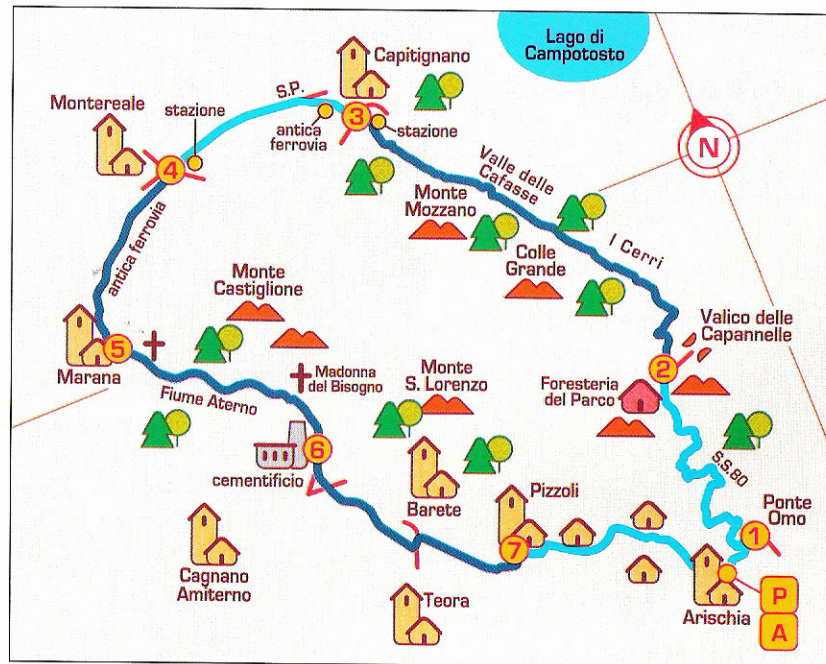 Lago di
Campotosto
Capitignano
S.P.
Montereale
stazione
antica
ferrovia
3
stazione
N
4
Valle delle
Cafasse
Monte
Mozzano
I Cerri
Colle
Grande
antica ferrovia
Monte
Castiglione
Valico delle
Capannelle
2
5
Marana
Madonna
del Bisogno
Monte
S. Lorenzo
Foresteria
del Parco
Fiume Aterno
6
cementificio
S.S.80
Barete
Pizzoli
Ponte
Omo
1
7
Cagnano
Amiterno
Teora
Arischia
P
A